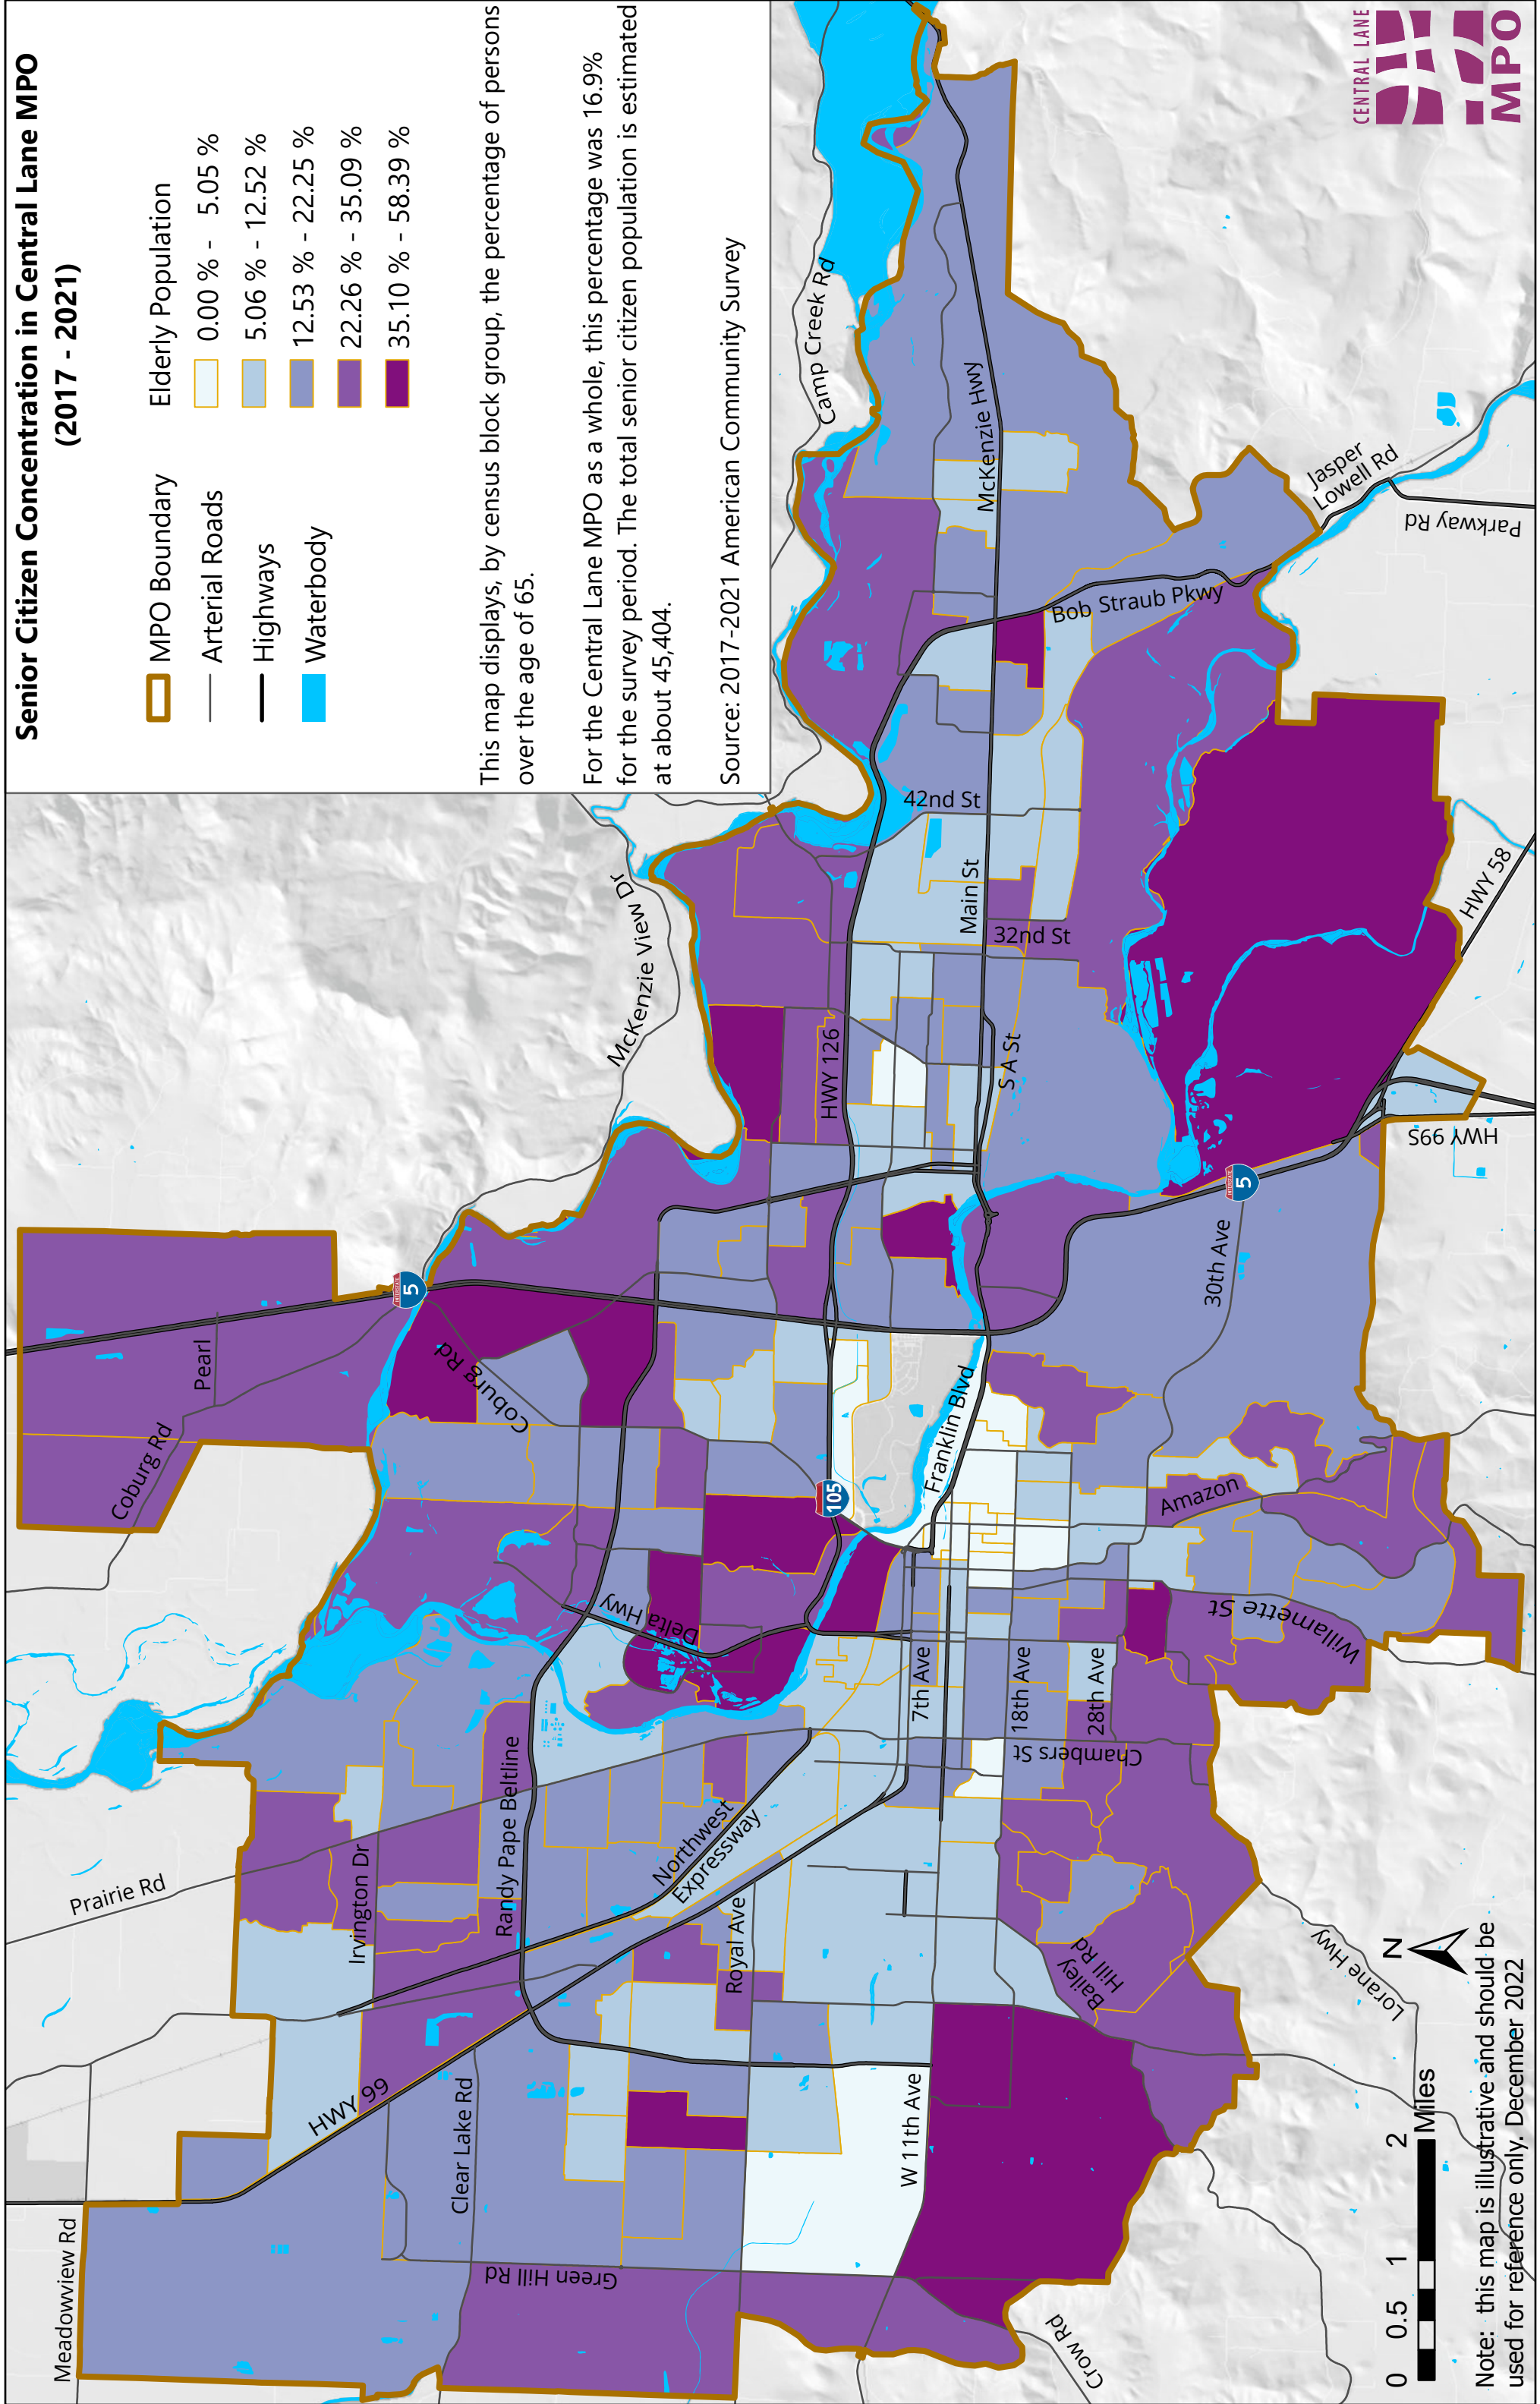 Senior Citizen Concentration in Central Lane MPO
(2017 - 2021)
MPO Boundary
Arterial Roads
Highways
Waterbody
Elderly Population
0.00 % - 5.05 %
5.06 % - 12.52 %
12.53 % - 22.25 %
22.26 % - 35.09 %
35.10 % - 58.39 %
This map displays, by census block group, the percentage of persons
over the age of 65.
For the Central Lane MPO as a whole, this percentage was 16.9%
for the survey period. The total senior citizen population is estimated
at about 45,404.
Source: 2017-2021 American Community Survey
Meadowview Rd
Prairie Rd
Coburg Rd
Pearl
5
McKenzie View Dr
Camp Creek Rd
HWY 99
Irvington Dr
Clear Lake Rd
Randy Pape Beltline
Green Hill Rd
Coburg Rd
Delta Hwy
Northwest
Expressway
Royal Ave
105
HWY 126
42nd St
McKenzie Hwy
Main St
32nd St
S A St
Bob Straub Pkwy
Jasper
Lowell Rd
Parkway Rd
W 11th Ave
7th Ave
Franklin Blvd
18th Ave
28th Ave
Chambers St
Bailey
Hill Rd
Amazon
30th Ave
5
Willamette St
HWY 58
HWY 99S
Crow Rd
Lorane Hwy
N
0 0.5 1 2
Miles
Note: this map is illustrative and should be
used for reference only. December 2022
CENTRAL LANE
MPO